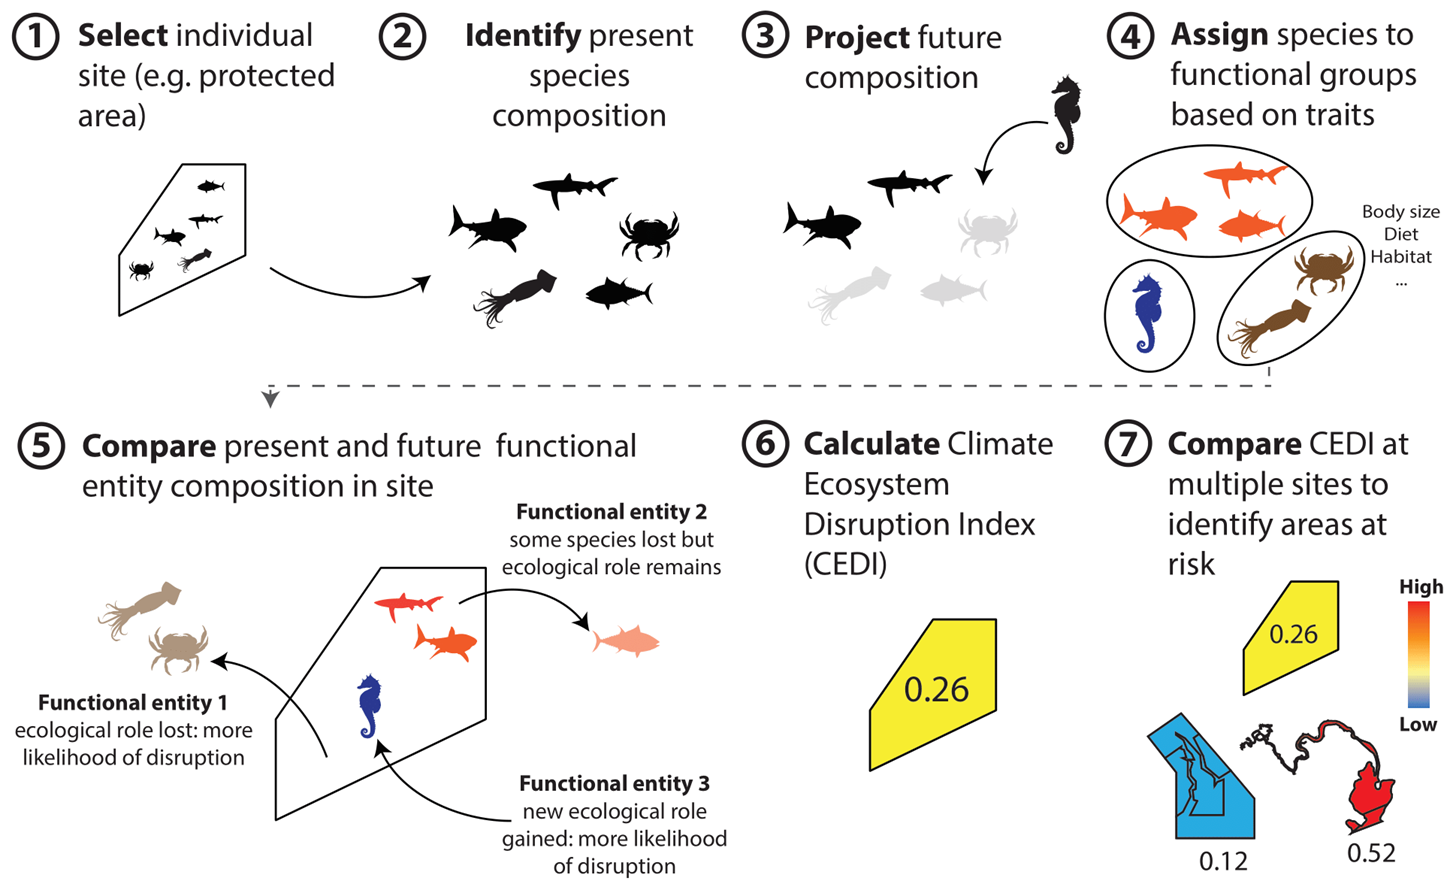 1 Select individual
site (e.g. protected
area)
2 Identify present
species
composition
3 Project future
composition
4 Assign species to
functional groups
based on traits
Body size
Diet
Habitat
...
5 Compare present and future functional
entity composition in site
Functional entity 2
some species lost but
ecological role remains
Functional entity 1
ecological role lost: more
likelihood of disruption
Functional entity 3
new ecological role
gained: more likelihood
of disruption
6 Calculate Climate
Ecosystem
Disruption Index
(CEDI)
0.26
7 Compare CEDI at
multiple sites to
identify areas at
risk
High
0.26
Low
0.12
0.52